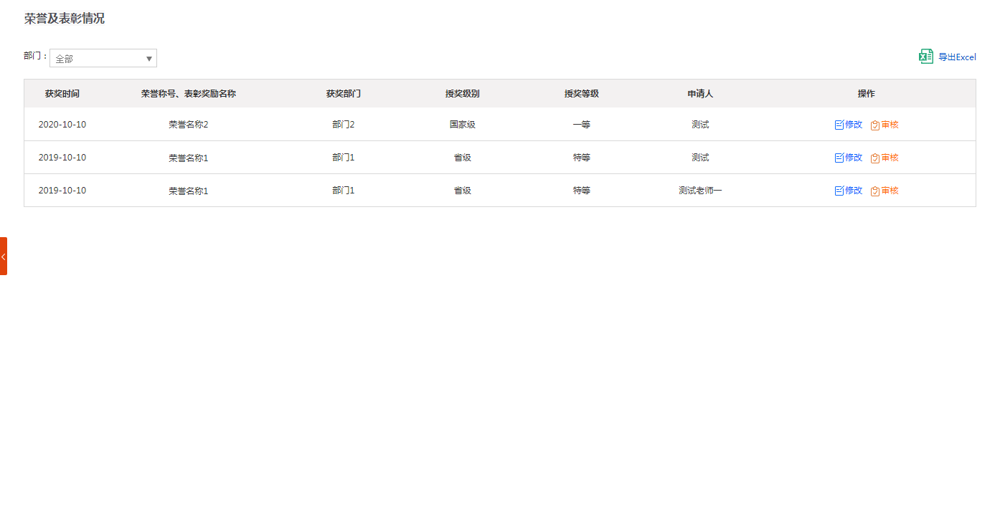 荣誉及表彰情况
部门： 全部 ▼ 导出Excel
获奖时间 荣誉称号、表彰奖励名称 获奖部门 授奖级别 授奖等级 申请人 操作
2020-10-10 荣誉名称2 部门2 国家级 一等 测试 修改 审核
2019-10-10 荣誉名称1 部门1 省级 特等 测试 修改 审核
2019-10-10 荣誉名称1 部门1 省级 特等 测试老师一 修改 审核